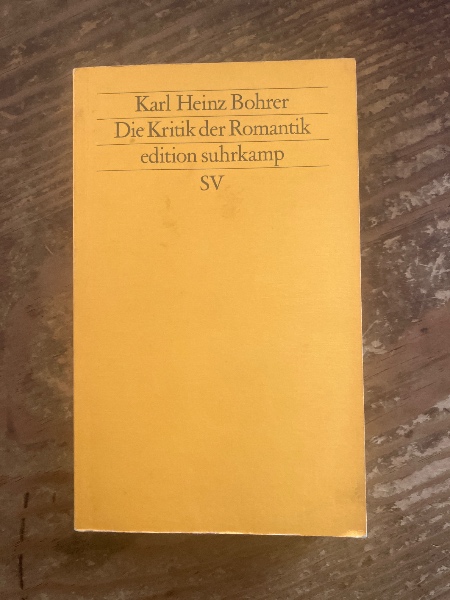 Karl Heinz Bohrer
Die Kritik der Romantik
edition suhrkamp
SV